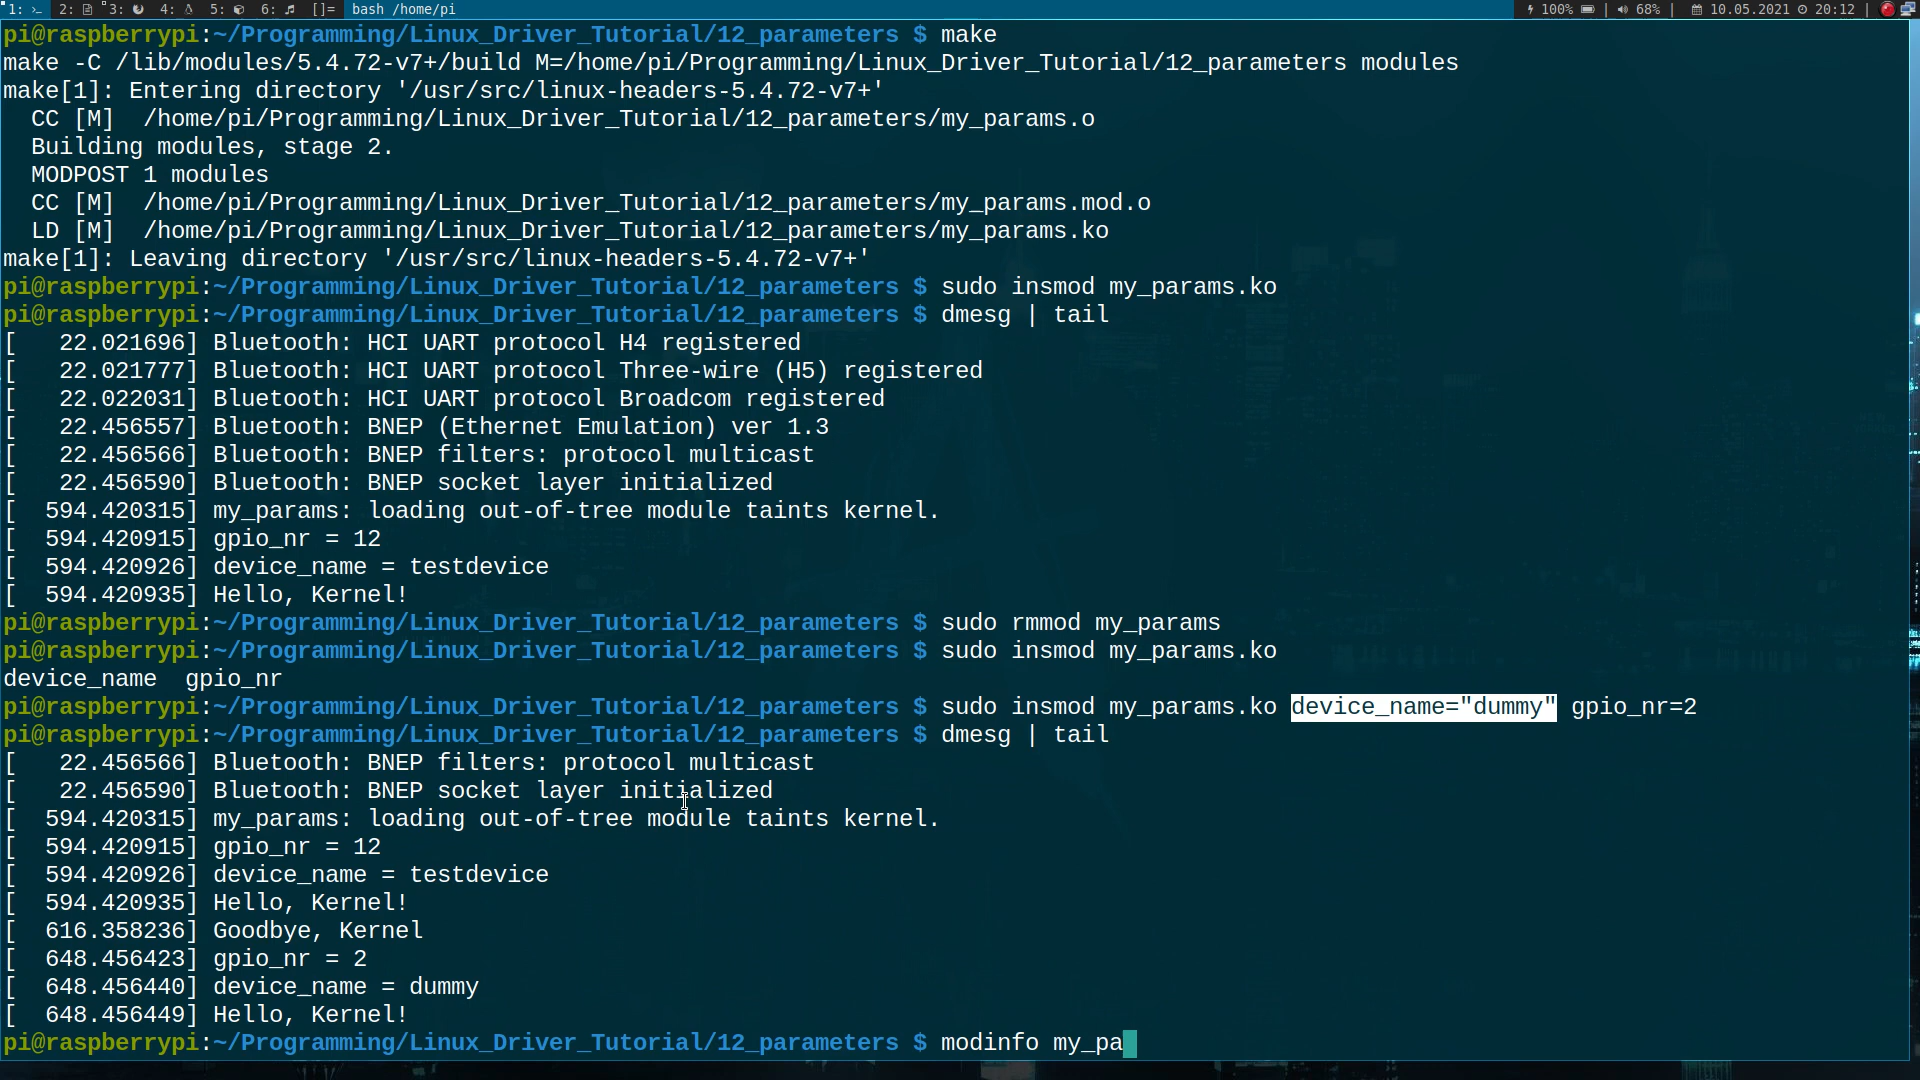 1: 2: 3: 4: 5: 6: []= bash /home/pi 100% | 68% | 10.05.2021 20:12 |
pi@raspberrypi:~/Programming/Linux_Driver_Tutorial/12_parameters $ make
make -C /lib/modules/5.4.72-v7+/build M=/home/pi/Programming/Linux_Driver_Tutorial/12_parameters modules
make[1]: Entering directory '/usr/src/linux-headers-5.4.72-v7+'
  CC [M]  /home/pi/Programming/Linux_Driver_Tutorial/12_parameters/my_params.o
  Building modules, stage 2.
  MODPOST 1 modules
  CC [M]  /home/pi/Programming/Linux_Driver_Tutorial/12_parameters/my_params.mod.o
  LD [M]  /home/pi/Programming/Linux_Driver_Tutorial/12_parameters/my_params.ko
make[1]: Leaving directory '/usr/src/linux-headers-5.4.72-v7+'
pi@raspberrypi:~/Programming/Linux_Driver_Tutorial/12_parameters $ sudo insmod my_params.ko
pi@raspberrypi:~/Programming/Linux_Driver_Tutorial/12_parameters $ dmesg | tail
[   22.021696] Bluetooth: HCI UART protocol H4 registered
[   22.021777] Bluetooth: HCI UART protocol Three-wire (H5) registered
[   22.022031] Bluetooth: HCI UART protocol Broadcom registered
[   22.456557] Bluetooth: BNEP (Ethernet Emulation) ver 1.3
[   22.456566] Bluetooth: BNEP filters: protocol multicast
[   22.456590] Bluetooth: BNEP socket layer initialized
[  594.420315] my_params: loading out-of-tree module taints kernel.
[  594.420915] gpio_nr = 12
[  594.420926] device_name = testdevice
[  594.420935] Hello, Kernel!
pi@raspberrypi:~/Programming/Linux_Driver_Tutorial/12_parameters $ sudo rmmod my_params
pi@raspberrypi:~/Programming/Linux_Driver_Tutorial/12_parameters $ sudo insmod my_params.ko
device_name  gpio_nr
pi@raspberrypi:~/Programming/Linux_Driver_Tutorial/12_parameters $ sudo insmod my_params.ko device_name="dummy" gpio_nr=2
pi@raspberrypi:~/Programming/Linux_Driver_Tutorial/12_parameters $ dmesg | tail
[   22.456566] Bluetooth: BNEP filters: protocol multicast
[   22.456590] Bluetooth: BNEP socket layer initialized
[  594.420315] my_params: loading out-of-tree module taints kernel.
[  594.420915] gpio_nr = 12
[  594.420926] device_name = testdevice
[  594.420935] Hello, Kernel!
[  616.358236] Goodbye, Kernel
[  648.456423] gpio_nr = 2
[  648.456440] device_name = dummy
[  648.456449] Hello, Kernel!
pi@raspberrypi:~/Programming/Linux_Driver_Tutorial/12_parameters $ modinfo my_pa